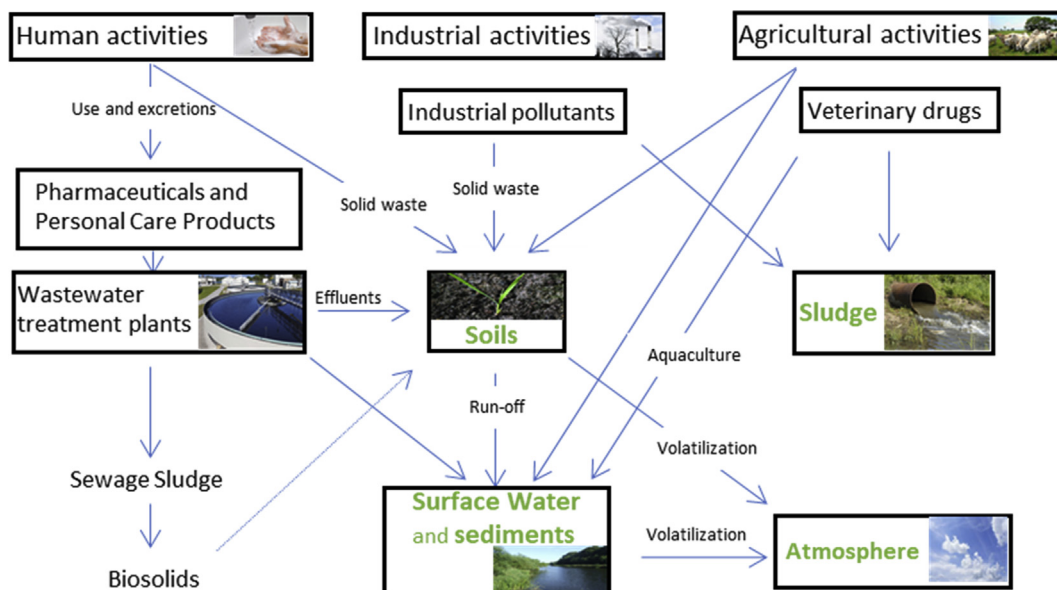 Human activities
Industrial activities
Agricultural activities
Use and excretions
Industrial pollutants
Veterinary drugs
Pharmaceuticals and
Personal Care Products
Solid waste
Solid waste
Wastewater
treatment plants
Effluents
Soils
Sludge
Aquaculture
Run-off
Volatilization
Sewage Sludge
Surface Water
and sediments
Volatilization
Atmosphere
Biosolids